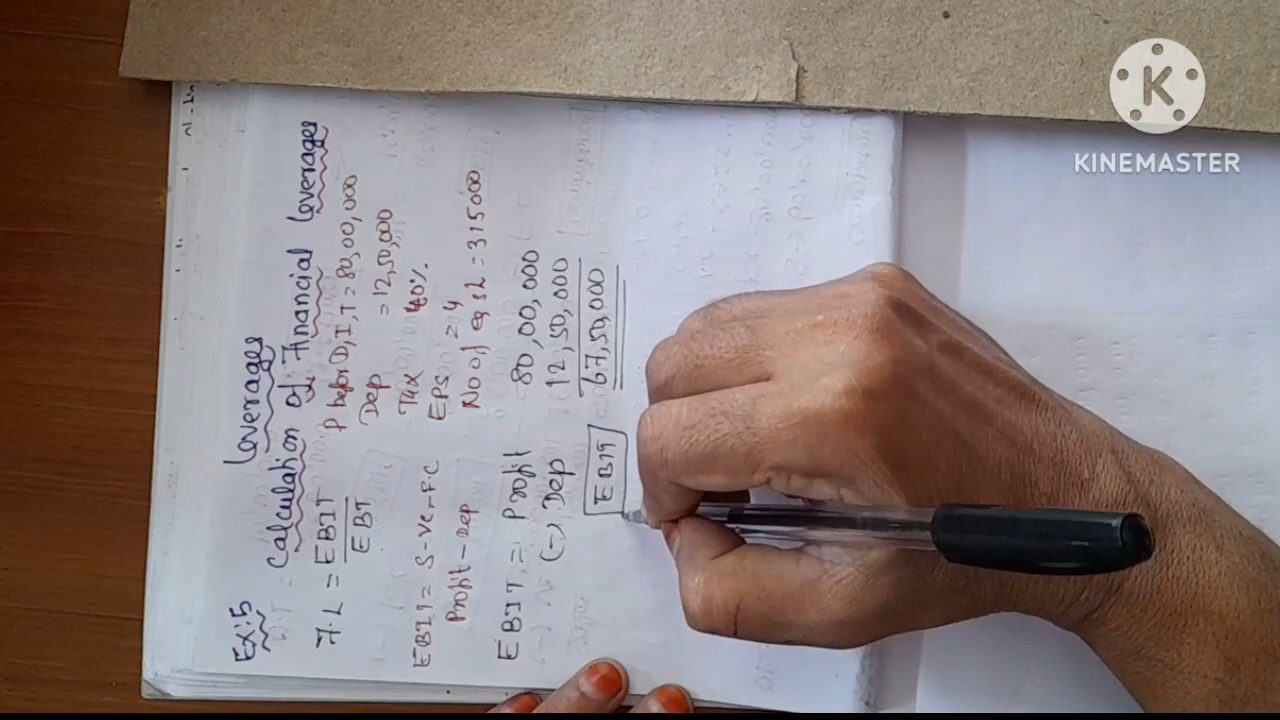 Ex:5
Leverages
Calculation of Financial Leverages
F.L = EBIT
EBT
P before D, I, T = 80,00,000
Dep = 12,50,000
Tax 40%
EPS = 4
No of eq sh = 315000
EBIT = S-VC-FC
Profit-Dep
EBIT = Profit 80,00,000
(-) Dep 12,50,000
EBIT 67,50,000
K
KINEMASTER